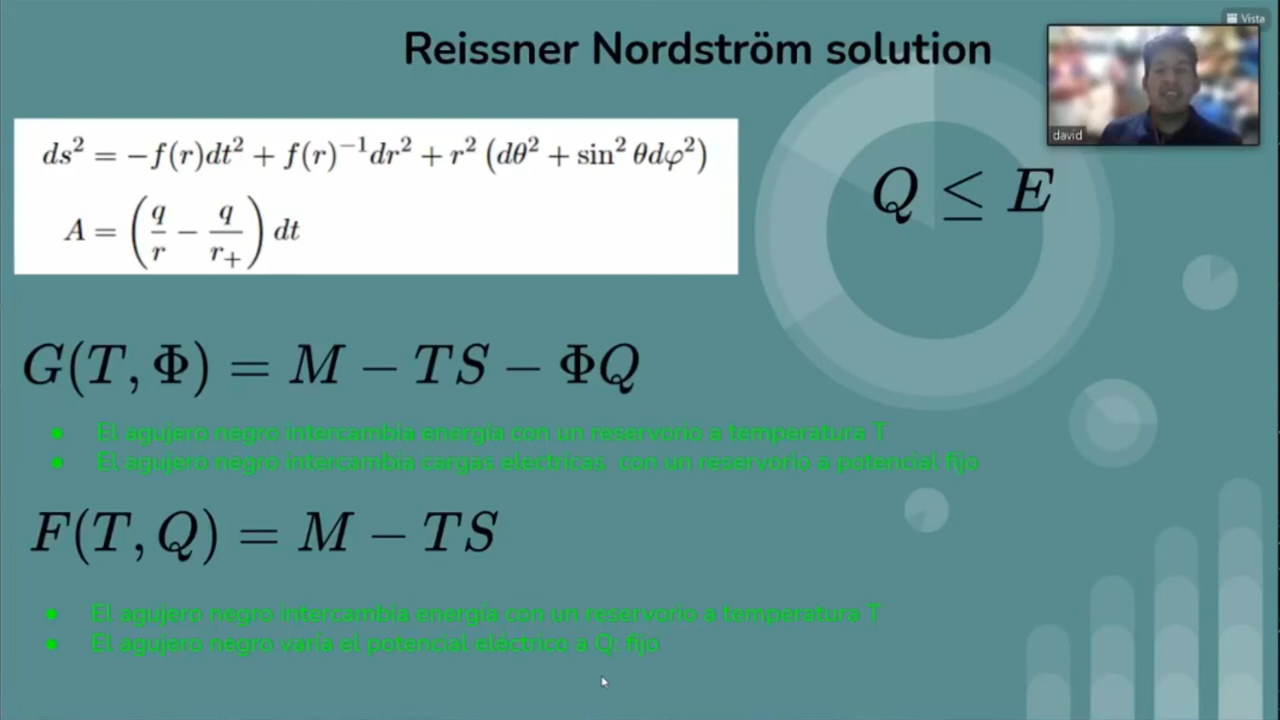 Vista
Reissner Nordström solution
david
ds² = −f(r)dt² + f(r)⁻¹dr² + r² (dθ² + sin² θdφ²)
A = (q/r − q/r₊) dt
Q ≤ E
G(T, Φ) = M − TS − ΦQ
● El agujero negro intercambia energía con un reservorio a temperatura T
● El agujero negro intercambia cargas electricas con un reservorio a potencial fijo
F(T, Q) = M − TS
● El agujero negro intercambia energía con un reservorio a temperatura T
● El agujero negro varía el potencial eléctrico a Q: fijo